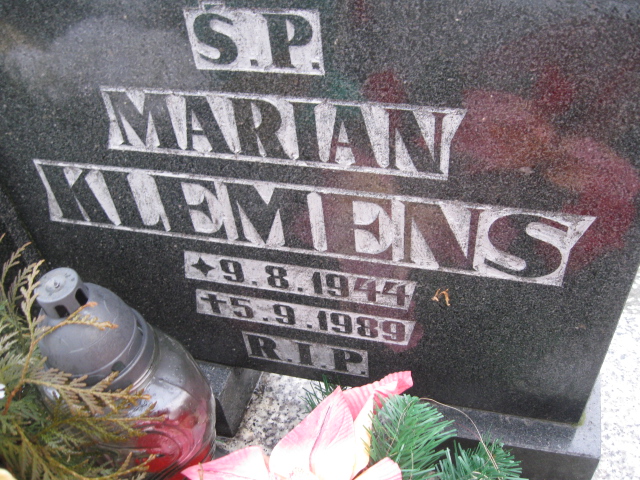 Ś.P.
MARIAN
KLEMENS
✦9.8.1944
✝5.9.1989
R.I.P.